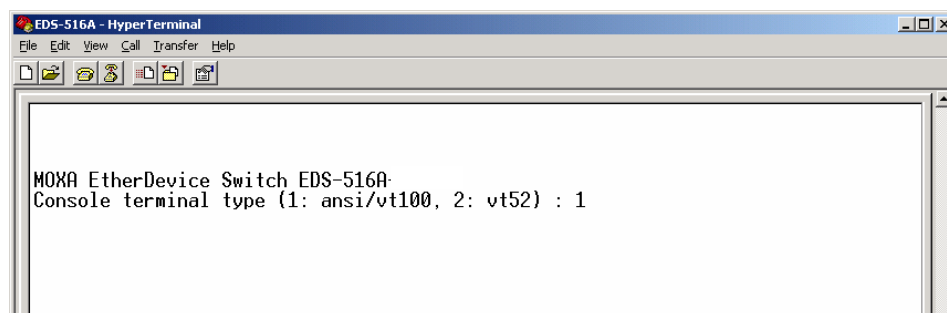 EDS-516A - HyperTerminal
File Edit View Call Transfer Help
MOXA EtherDevice Switch EDS-516A
Console terminal type (1: ansi/vt100, 2: vt52) : 1